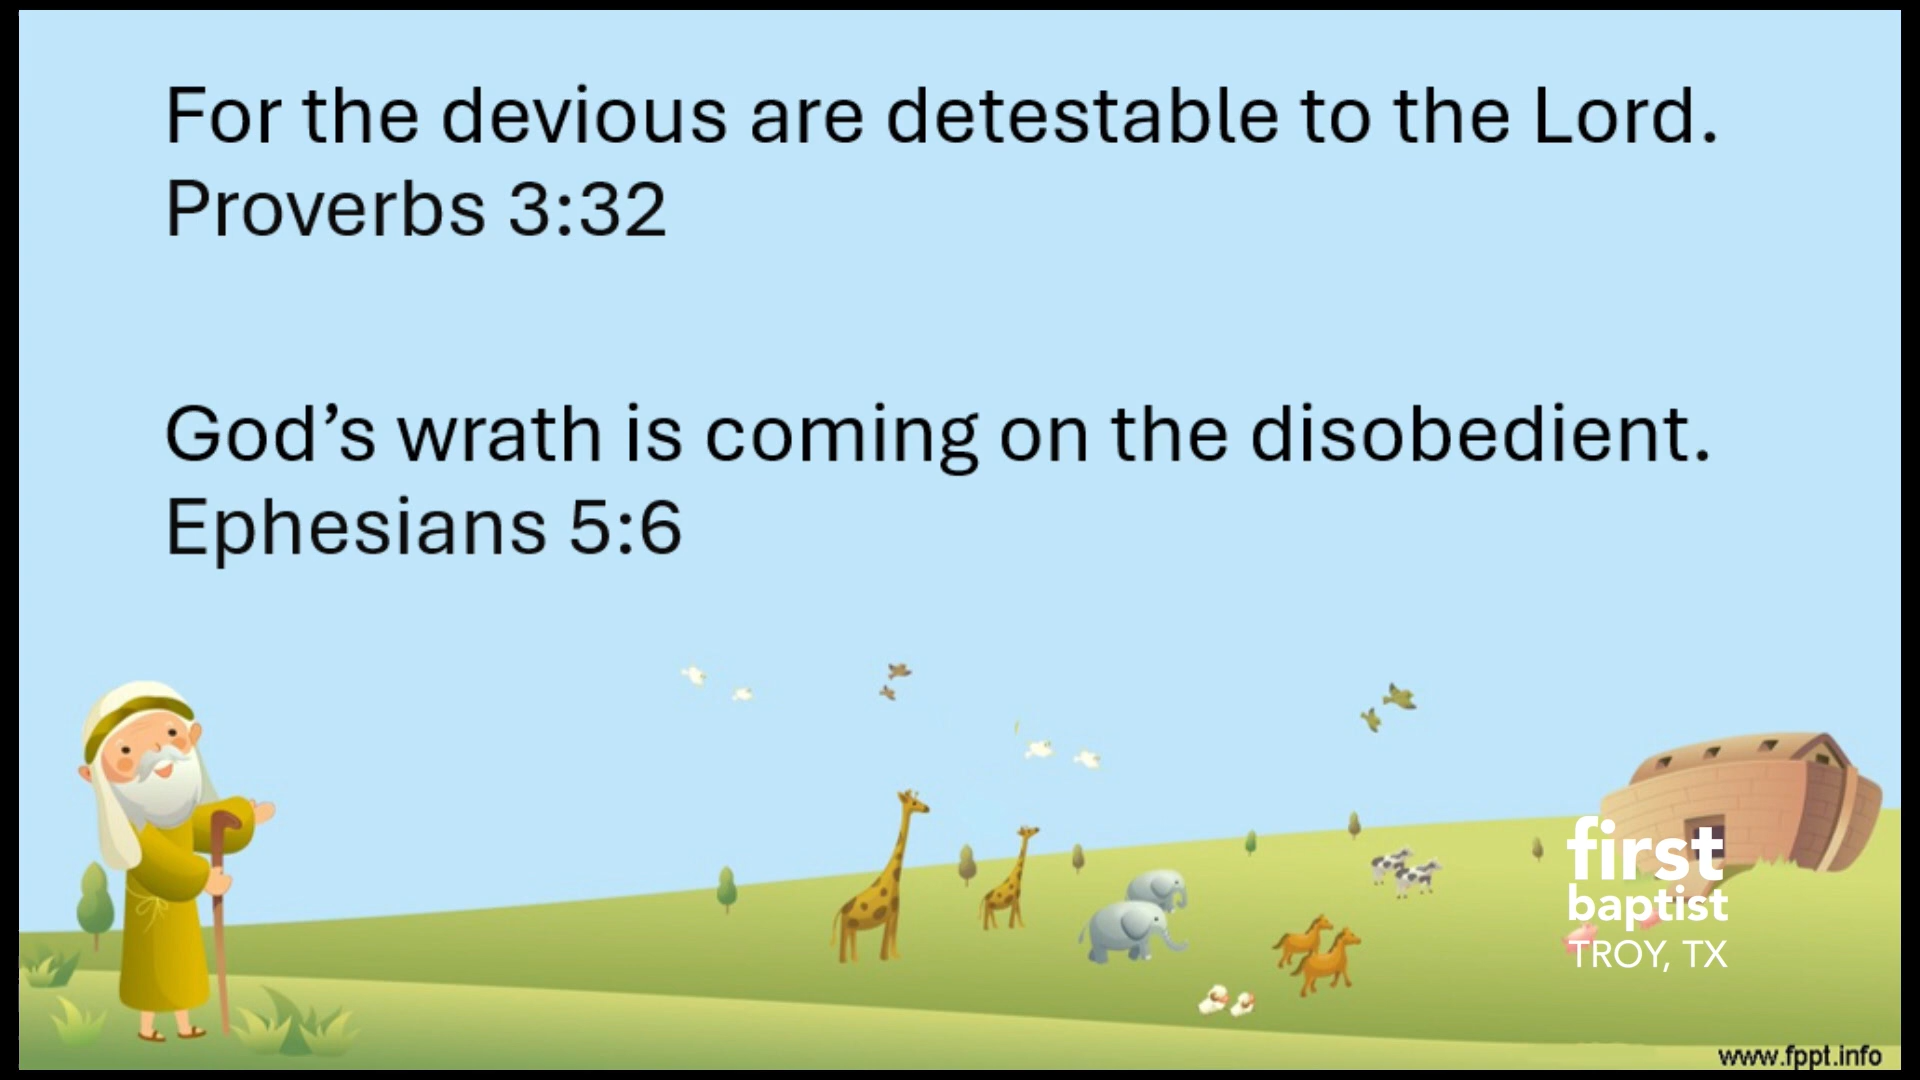 For the devious are detestable to the Lord.
Proverbs 3:32
God’s wrath is coming on the disobedient.
Ephesians 5:6
first
baptist
TROY, TX
www.fppt.info